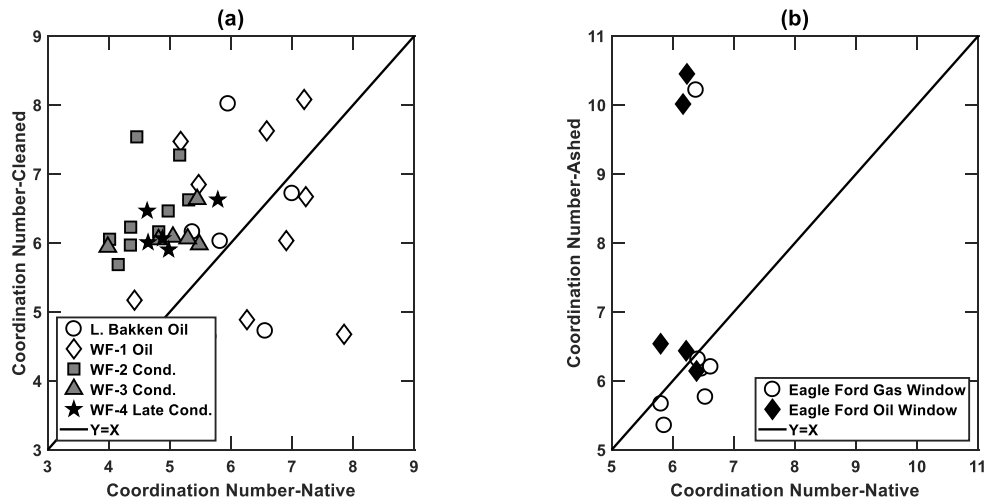 (a)
Coordination Number-Cleaned
9
8
7
6
5
4
3
L. Bakken Oil
WF-1 Oil
WF-2 Cond.
WF-3 Cond.
WF-4 Late Cond.
Y=X
3 4 5 6 7 8 9
Coordination Number-Native
(b)
Coordination Number-Ashed
11
10
9
8
7
6
5
Eagle Ford Gas Window
Eagle Ford Oil Window
Y=X
5 6 7 8 9 10 11
Coordination Number-Native